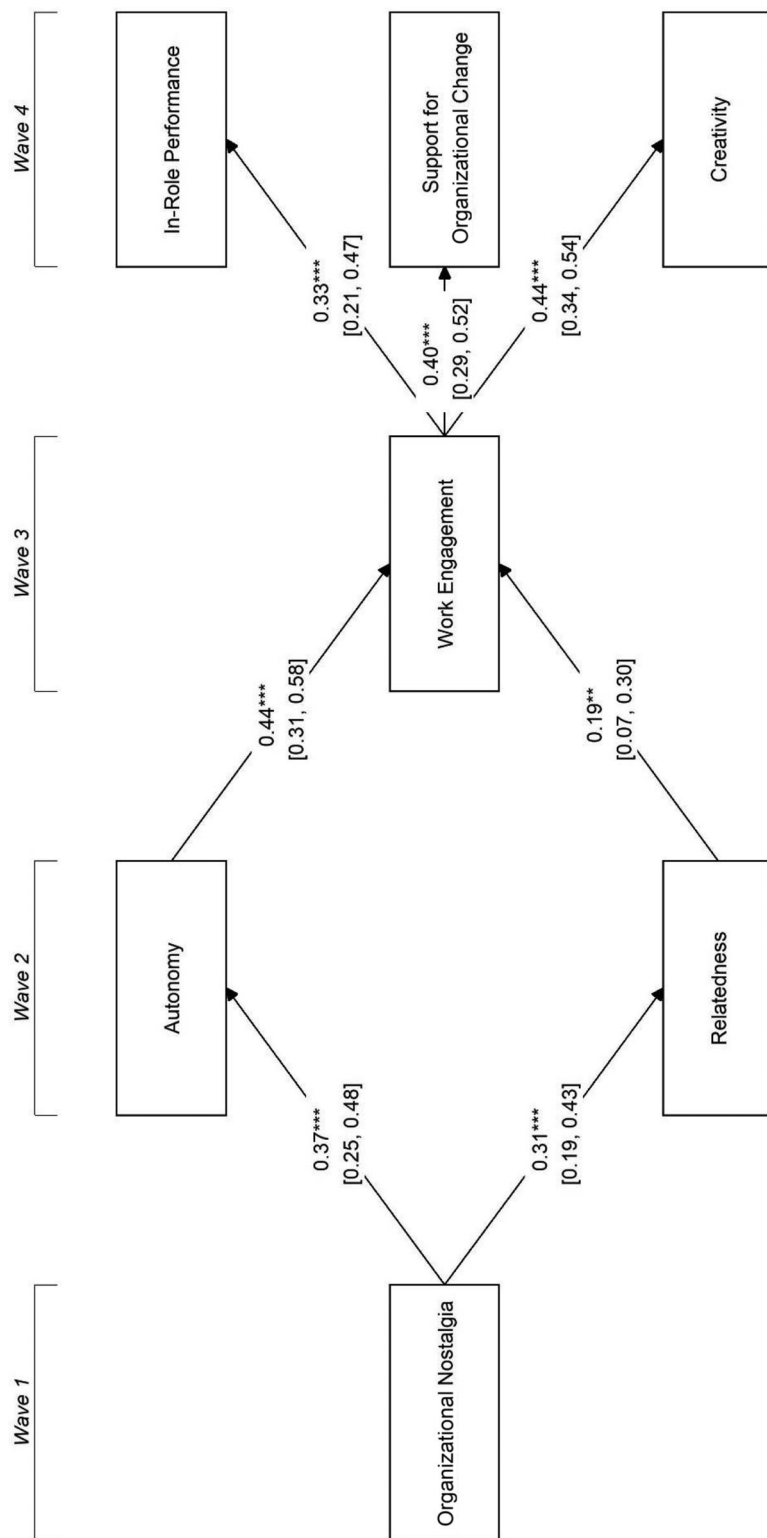 Wave 1
Wave 2
Wave 3
Wave 4
Organizational Nostalgia
0.37***
[0.25, 0.48]
0.31***
[0.19, 0.43]
Autonomy
Relatedness
0.44***
[0.31, 0.58]
0.19**
[0.07, 0.30]
Work Engagement
0.33***
[0.21, 0.47]
0.40***
[0.29, 0.52]
0.44***
[0.34, 0.54]
In-Role Performance
Support for
Organizational Change
Creativity